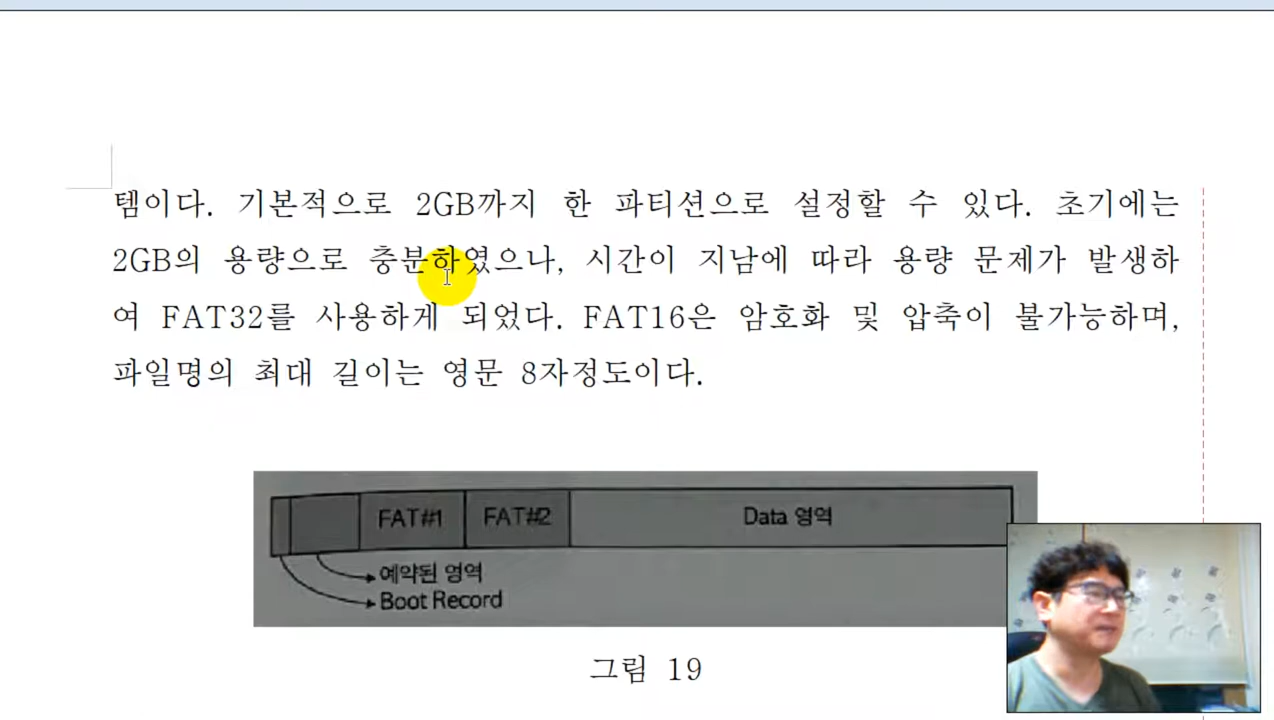 템이다. 기본적으로 2GB까지 한 파티션으로 설정할 수 있다. 초기에는
2GB의 용량으로 충분하였으나, 시간이 지남에 따라 용량 문제가 발생하
여 FAT32를 사용하게 되었다. FAT16은 암호화 및 압축이 불가능하며,
파일명의 최대 길이는 영문 8자정도이다.
FAT#1 FAT#2 Data 영역
예약된 영역
Boot Record
그림 19